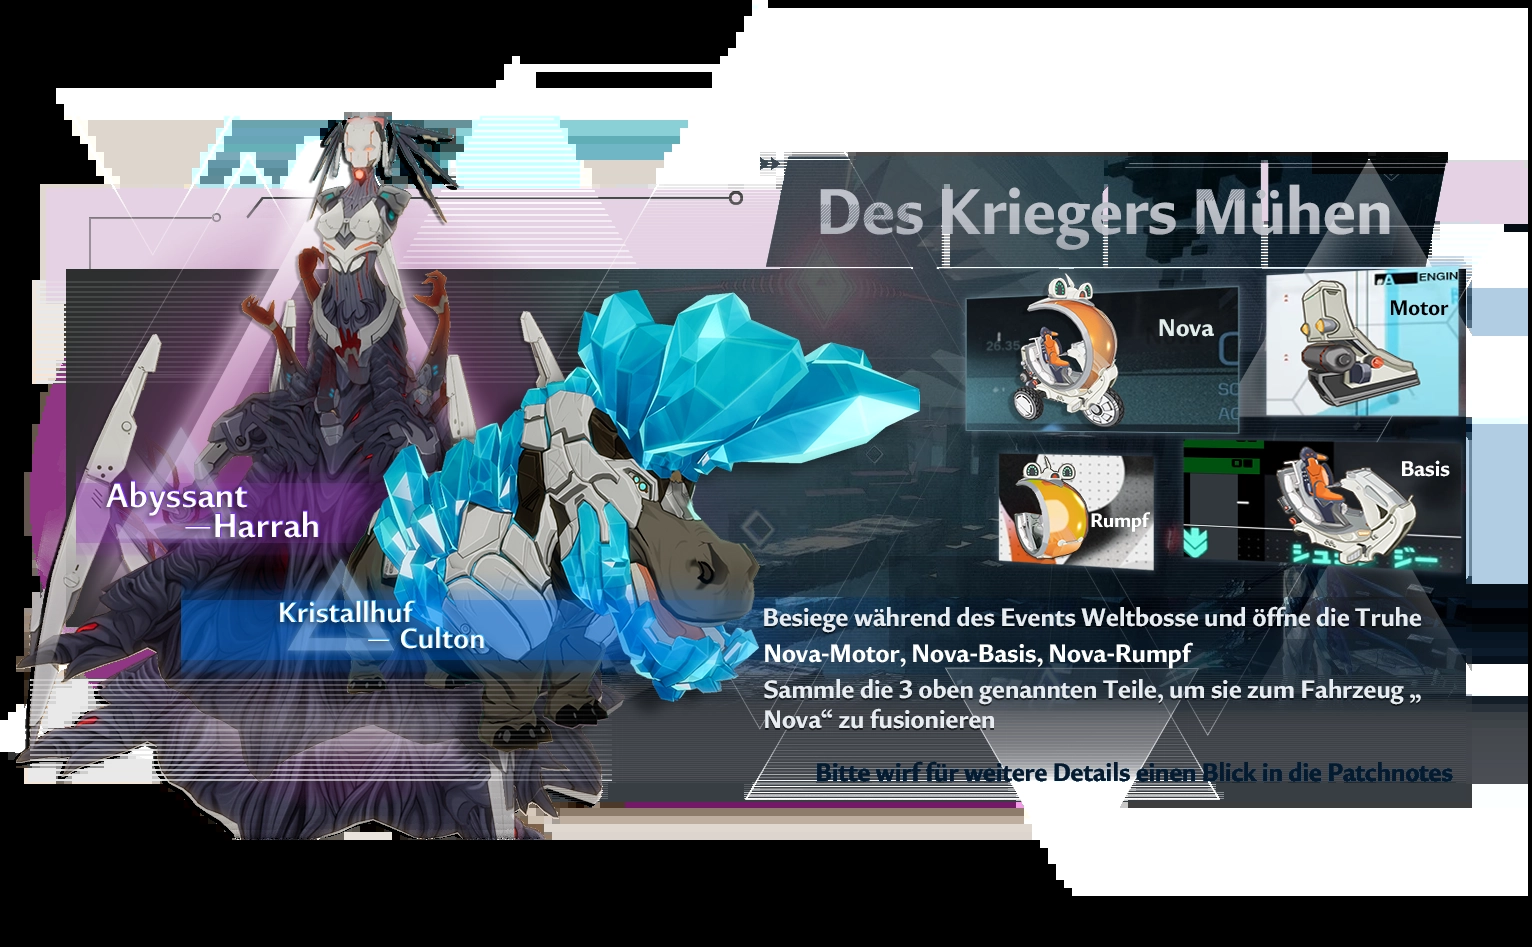 Des Kriegers Mühen
ENGIN
Motor
Nova
26.35
Abyssant
—Harrah
Rumpf
Basis
Kristallhuf
— Culton
Besiege während des Events Weltbosse und öffne die Truhe
Nova-Motor, Nova-Basis, Nova-Rumpf
Sammle die 3 oben genannten Teile, um sie zum Fahrzeug „
Nova“ zu fusionieren
Bitte wirf für weitere Details einen Blick in die Patchnotes